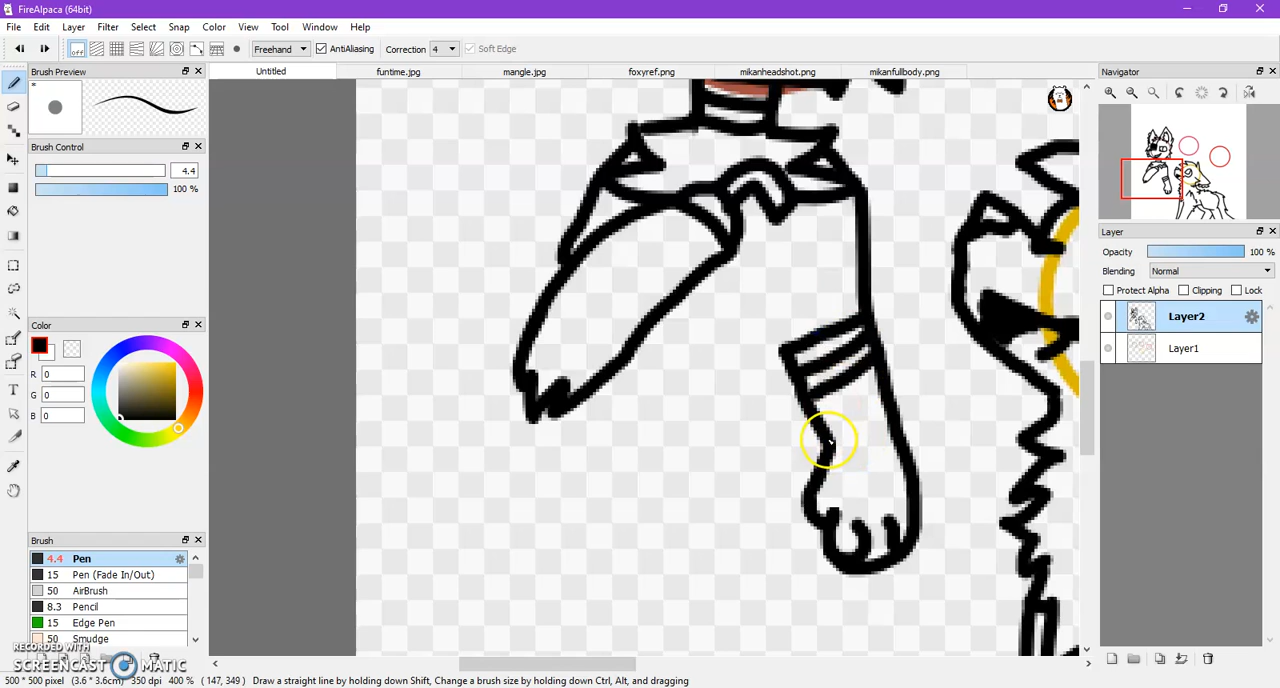 FireAlpaca (64bit)
File Edit Layer Filter Select Snap Color View Tool Window Help
off Freehand AntiAliasing Correction 4 Soft Edge
Brush Preview
Untitled funtime.jpg mangle.jpg foxyref.png mikanheadshot.png mikanfullbody.png
Navigator
Brush Control
4.4
100 %
Layer
Opacity 100 %
Blending Normal
Protect Alpha Clipping Lock
Layer2
Layer1
Color
R 0
G 0
B 0
Brush
4.4 Pen
15 Pen (Fade In/Out)
50 AirBrush
8.3 Pencil
15 Edge Pen
50 Smudge
RECORDED WITH
SCREENCAST MATIC
500 * 500 pixel (3.6 * 3.6cm) 350 dpi 400 % ( 147, 349 ) Draw a straight line by holding down Shift, Change a brush size by holding down Ctrl, Alt, and dragging